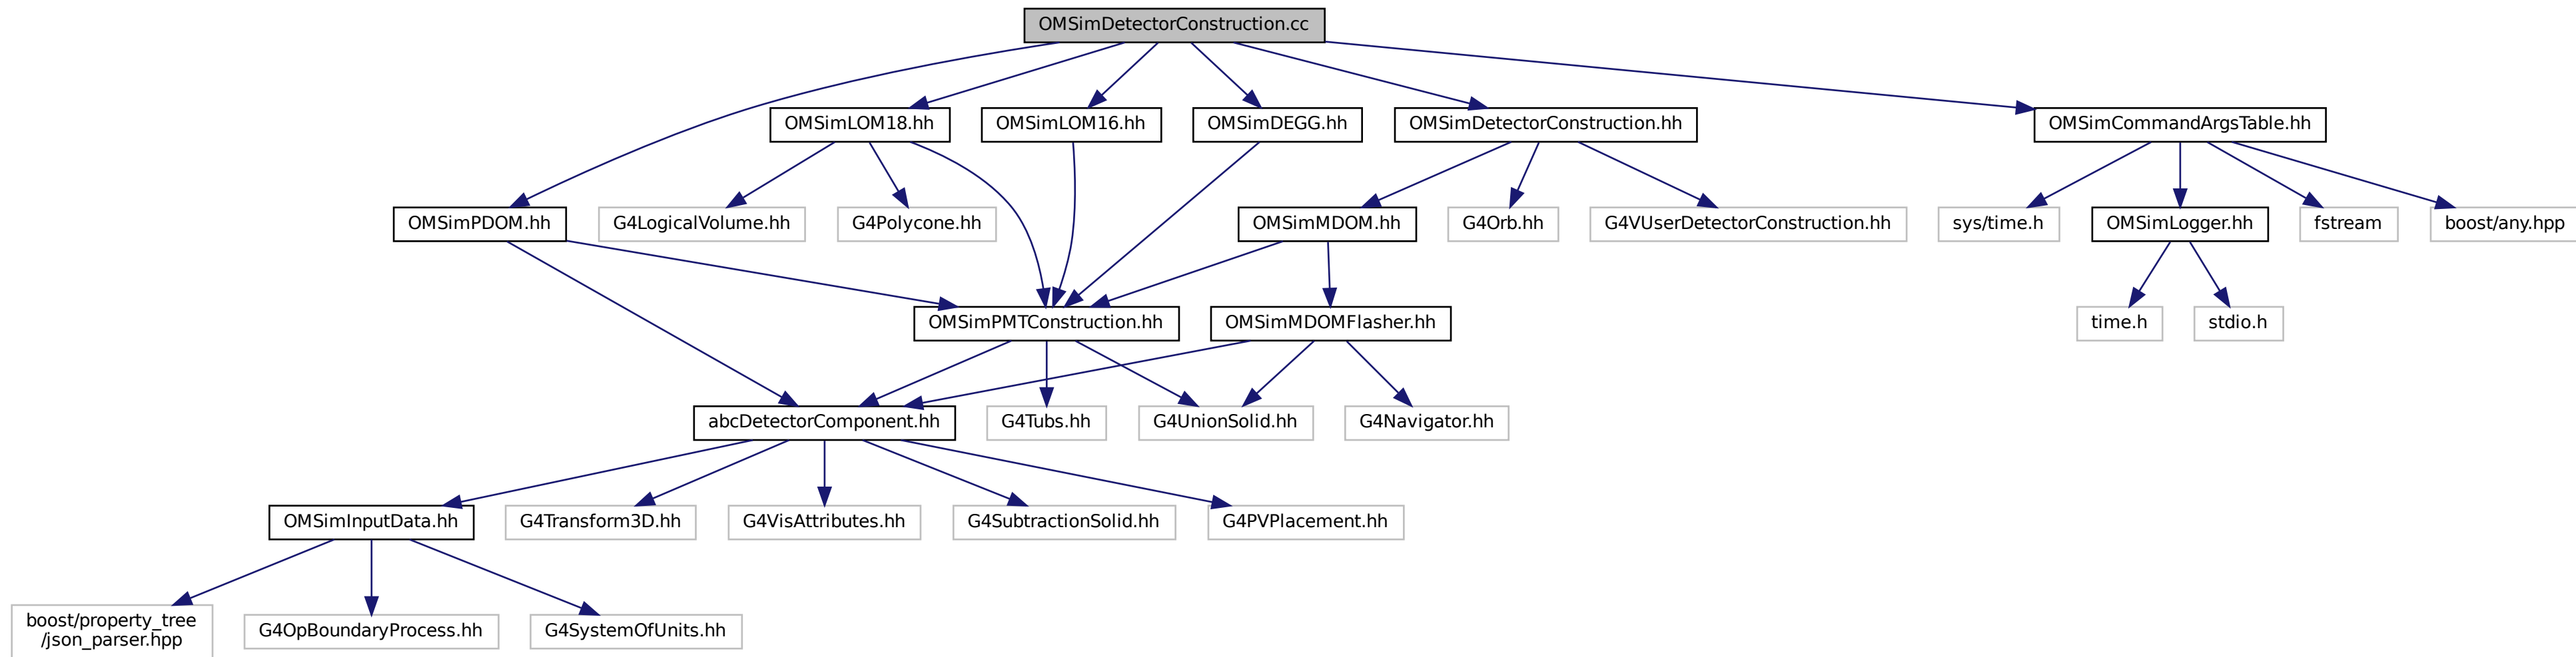 OMSimDetectorConstruction.cc
OMSimLOM18.hh
OMSimLOM16.hh
OMSimDEGG.hh
OMSimDetectorConstruction.hh
OMSimCommandArgsTable.hh
OMSimPDOM.hh
G4LogicalVolume.hh
G4Polycone.hh
OMSimMDOM.hh
G4Orb.hh
G4VUserDetectorConstruction.hh
sys/time.h
OMSimLogger.hh
fstream
boost/any.hpp
OMSimPMTConstruction.hh
OMSimMDOMFlasher.hh
time.h
stdio.h
abcDetectorComponent.hh
G4Tubs.hh
G4UnionSolid.hh
G4Navigator.hh
OMSimInputData.hh
G4Transform3D.hh
G4VisAttributes.hh
G4SubtractionSolid.hh
G4PVPlacement.hh
boost/property_tree
/json_parser.hpp
G4OpBoundaryProcess.hh
G4SystemOfUnits.hh